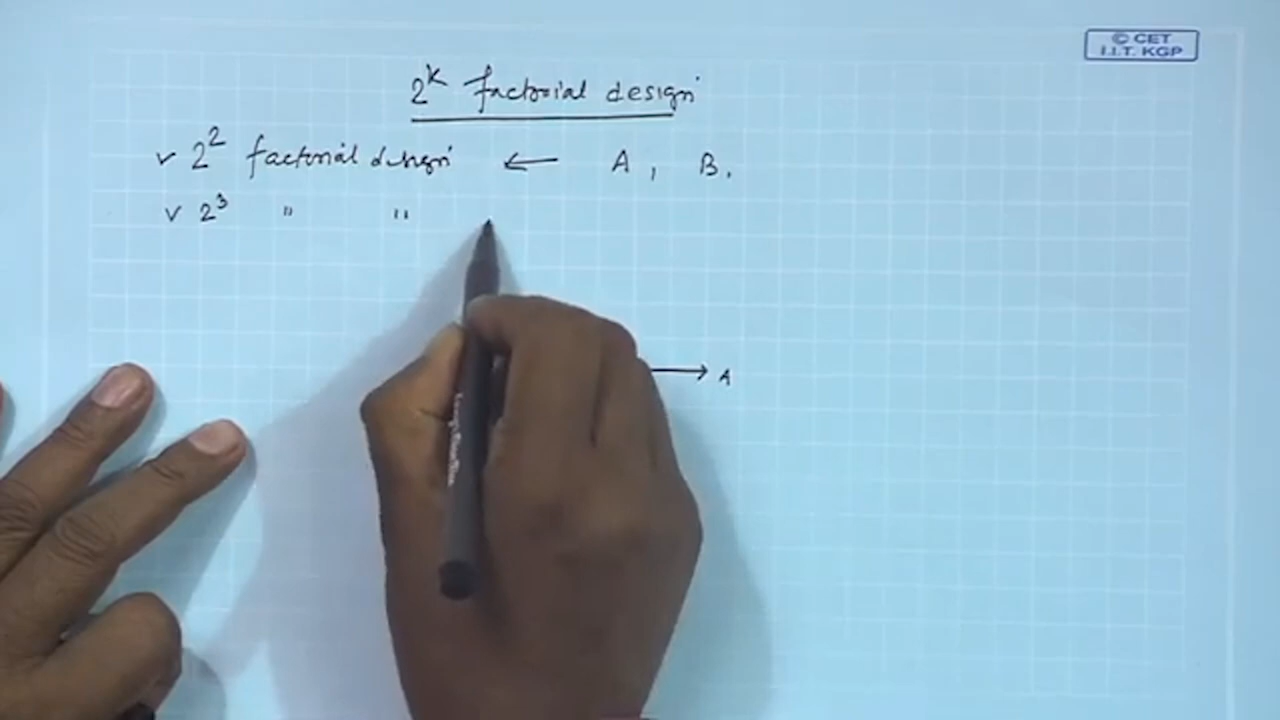 © CET
I.I.T. KGP
2^k factorial design
✓ 2^2 factorial design ← A, B.
✓ 2^3 " "
→ A